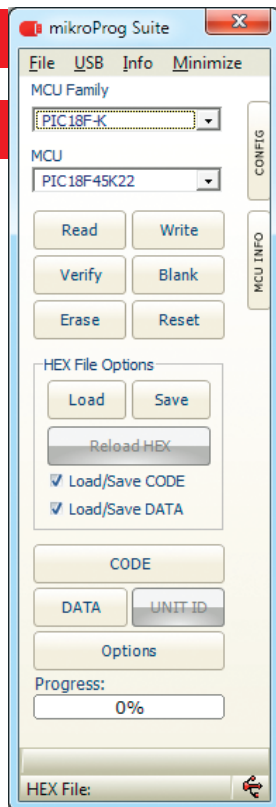 mikroProg Suite
File USB Info Minimize
MCU Family
PIC18F-K
MCU
PIC18F45K22
CONFIG
MCU INFO
Read Write
Verify Blank
Erase Reset
HEX File Options
Load Save
Reload HEX
Load/Save CODE
Load/Save DATA
CODE
DATA UNIT ID
Options
Progress:
0%
HEX File: